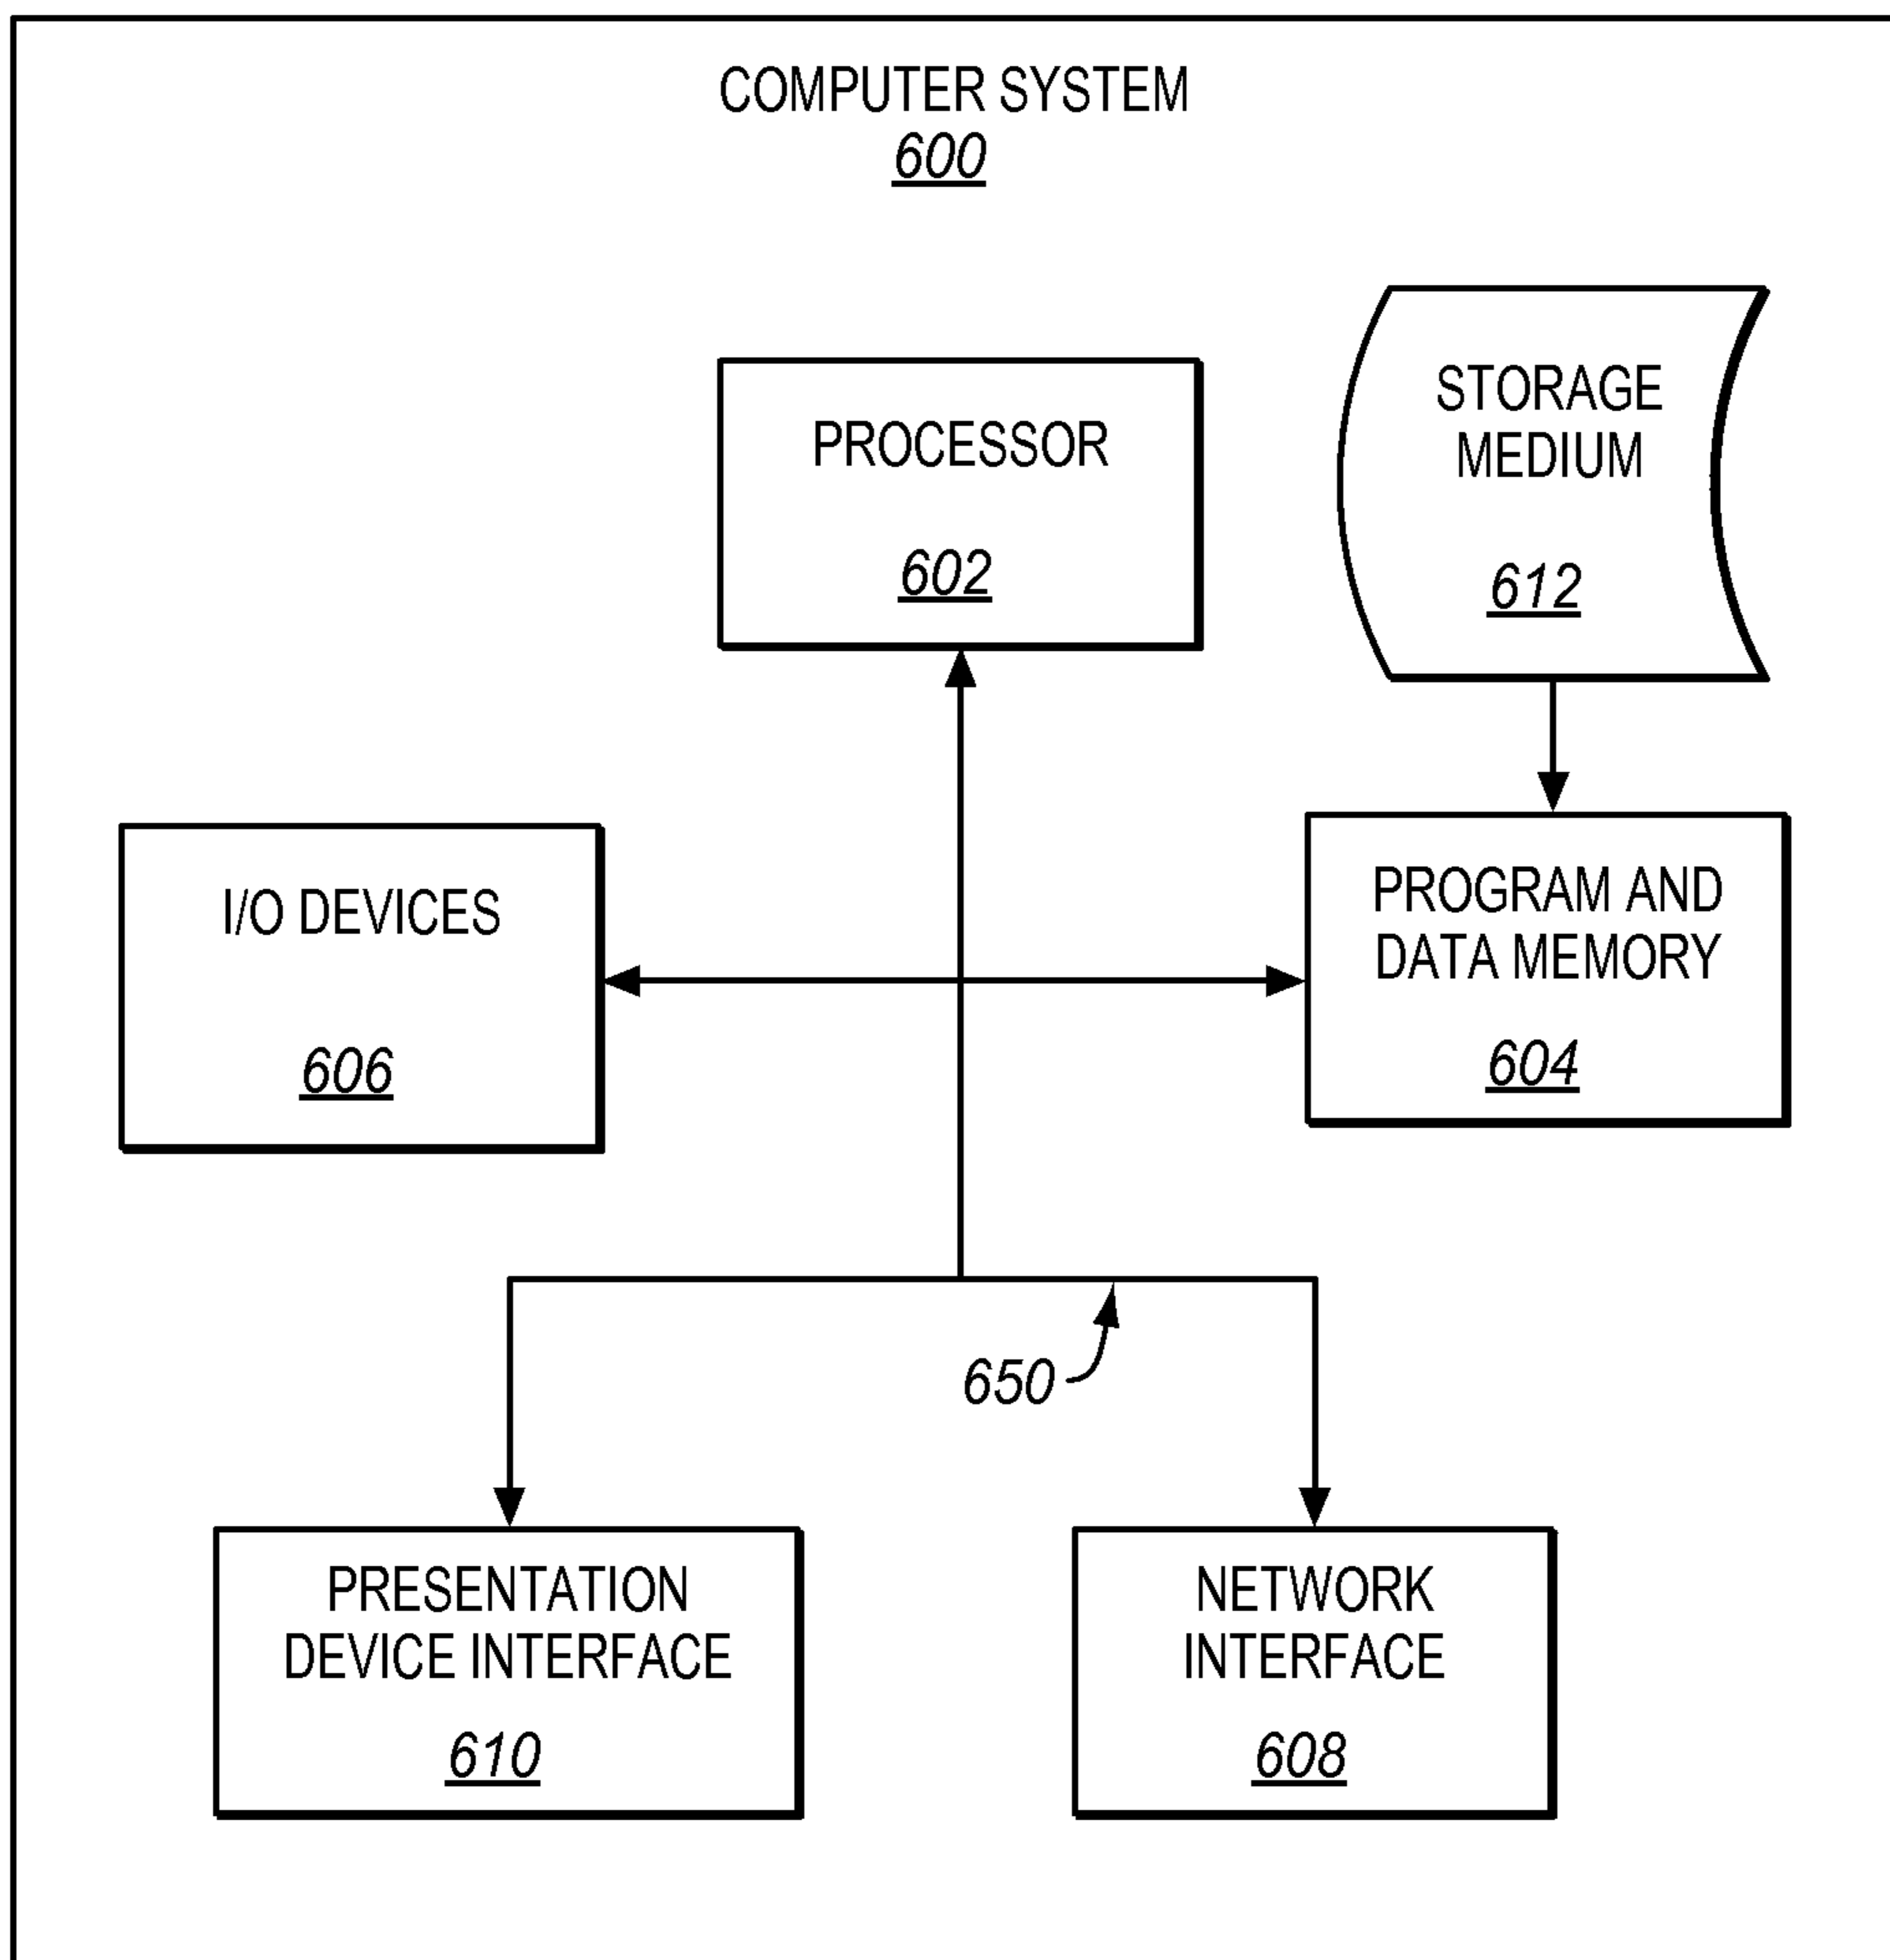 COMPUTER SYSTEM
600
PROCESSOR
602
STORAGE
MEDIUM
612
I/O DEVICES
606
PROGRAM AND
DATA MEMORY
604
650
PRESENTATION
DEVICE INTERFACE
610
NETWORK
INTERFACE
608